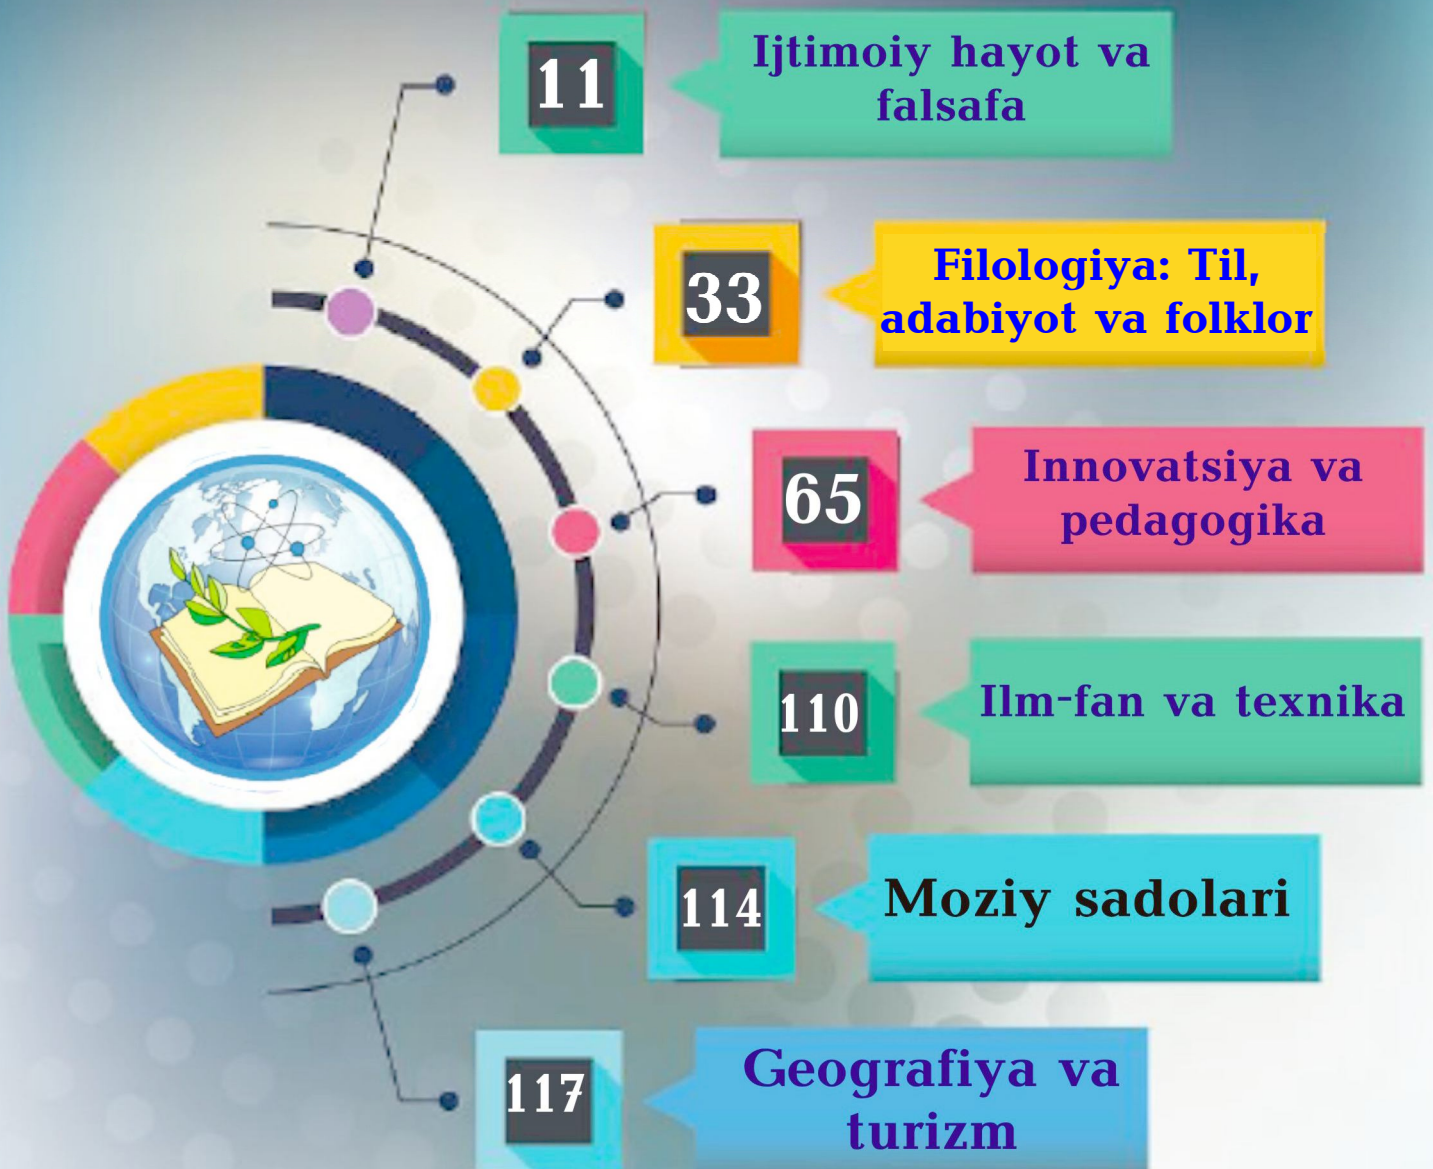 11
Ijtimoiy hayot va
falsafa
33
Filologiya: Til,
adabiyot va folklor
65
Innovatsiya va
pedagogika
110
Ilm-fan va texnika
114
Moziy sadolari
117
Geografiya va
turizm